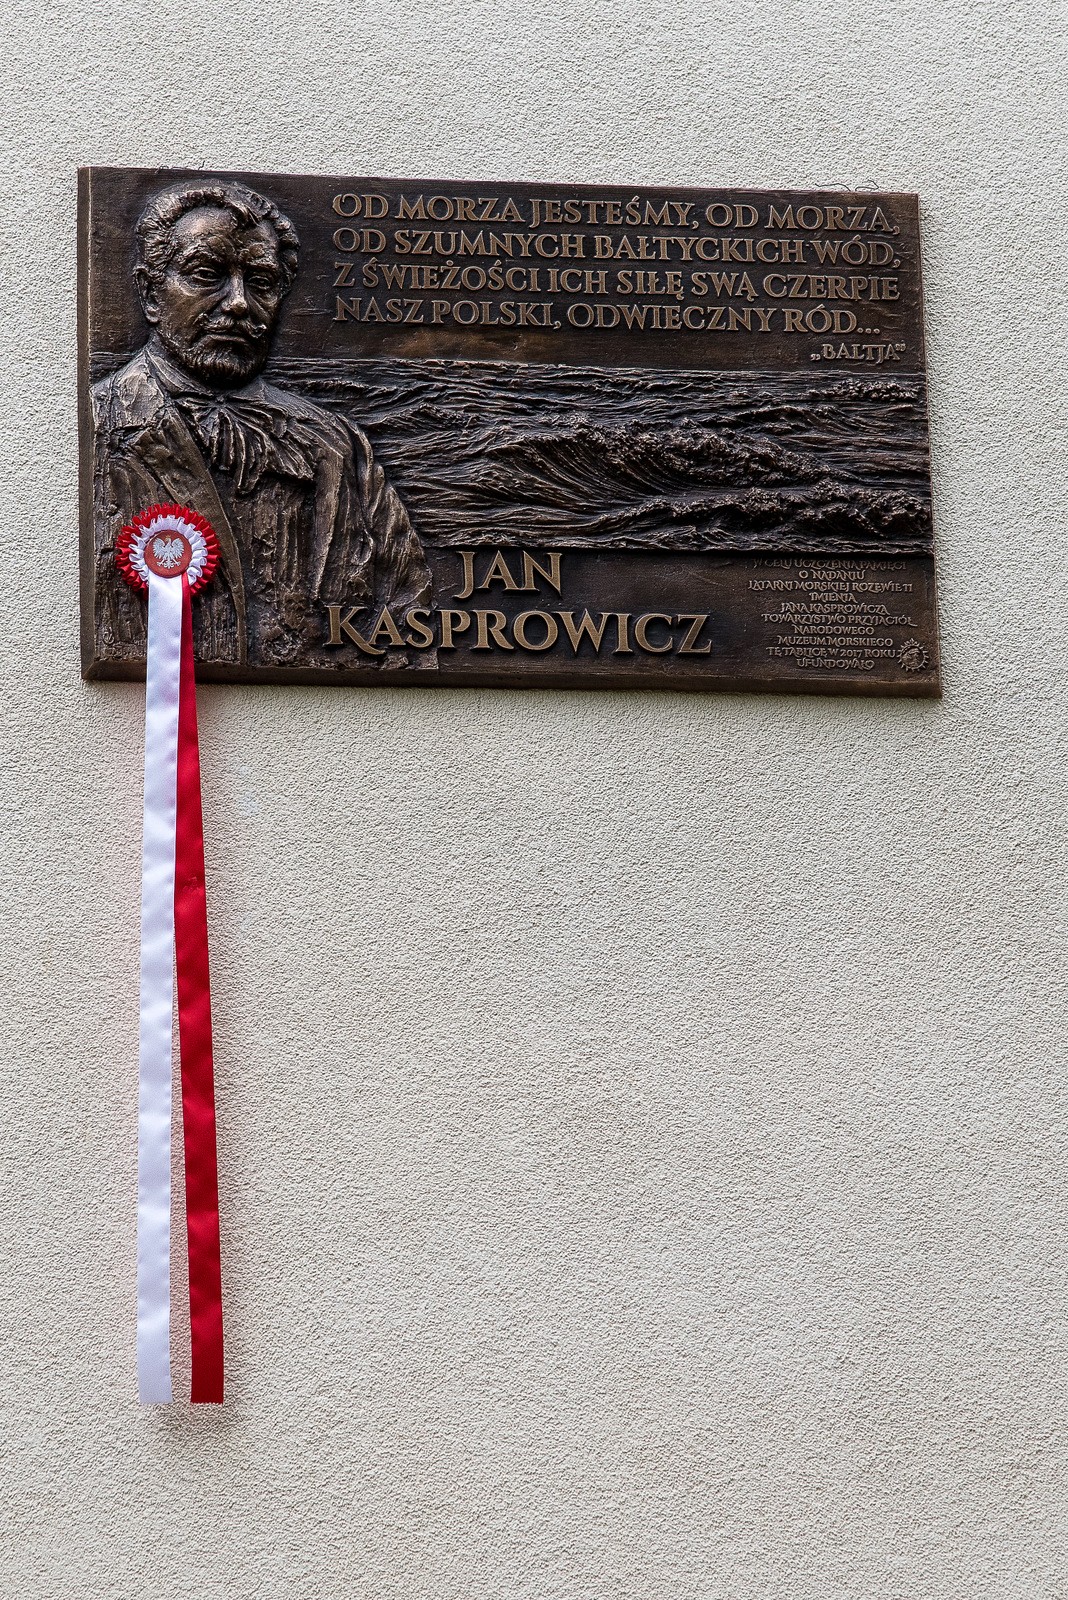 OD MORZA JESTEŚMY, OD MORZA,
OD SZUMNYCH BAŁTYCKICH WÓD,
Z ŚWIEŻOŚCI ICH SIŁĘ SWĄ CZERPIE
NASZ POLSKI, ODWIECZNY RÓD...
„BALTJA”
JAN
KASPROWICZ
W CELU UCZCZENIA PAMIĘCI
O NADANIU
LATARNI MORSKIEJ ROZEWIE II
IMIENIA
JANA KASPROWICZA
TOWARZYSTWO PRZYJACIÓŁ
NARODOWEGO
MUZEUM MORSKIEGO
TĘ TABLICĘ W 2017 ROKU
UFUNDOWAŁO